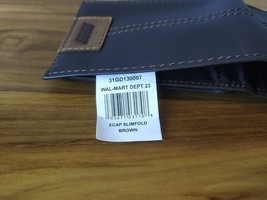 31GD130007
WAL-MART DEPT 23
XCAP SLIMFOLD
BROWN